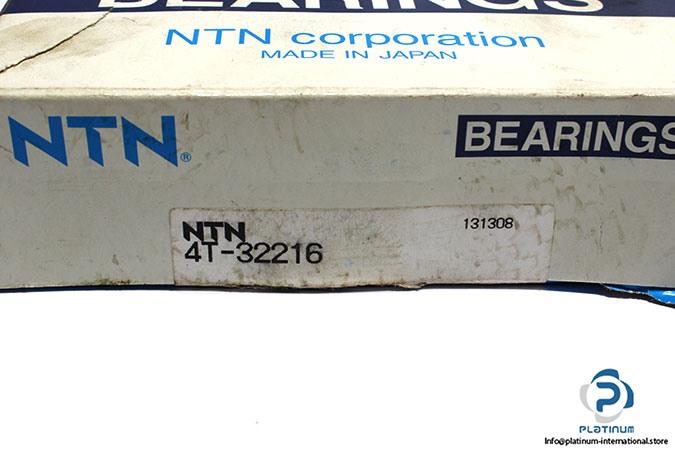 BEARINGS
NTN corporation
MADE IN JAPAN
NTN®
BEARINGS
NTN 131308
4T-32216
PLATINUM
Info@platinum-international.store